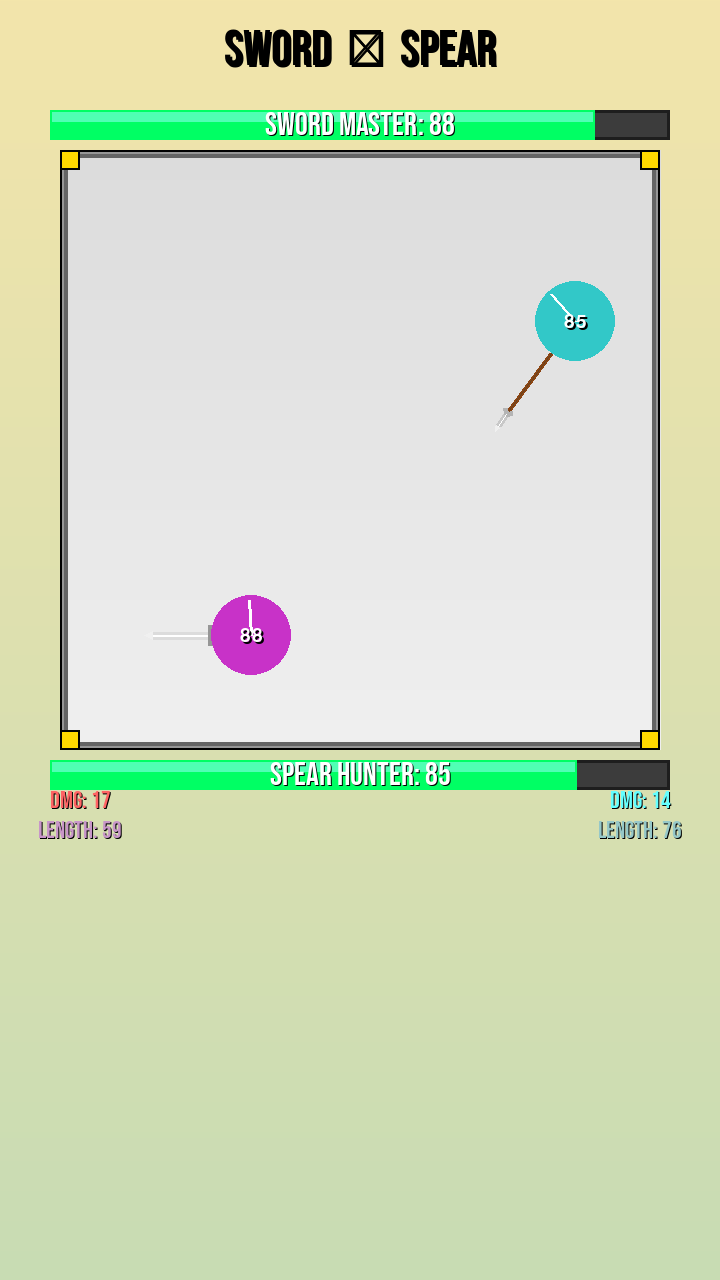 SWORD ☒ SPEAR
SWORD MASTER: 88
85
88
SPEAR HUNTER: 85
DMG: 17
DMG: 14
LENGTH: 59
LENGTH: 76